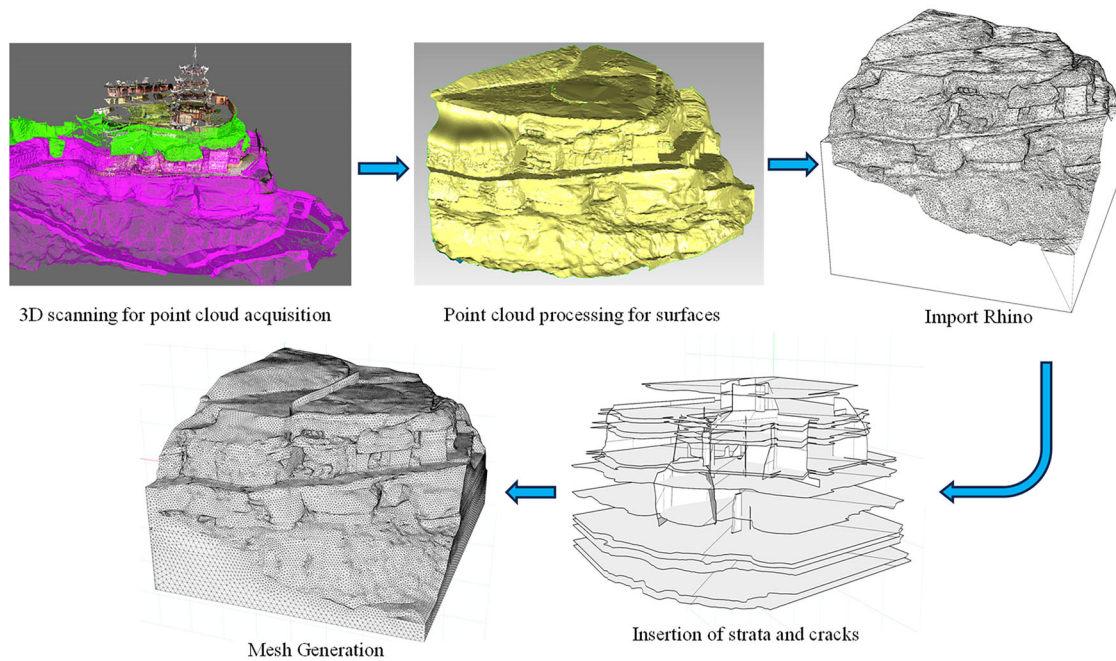 3D scanning for point cloud acquisition
Point cloud processing for surfaces
Import Rhino
Insertion of strata and cracks
Mesh Generation